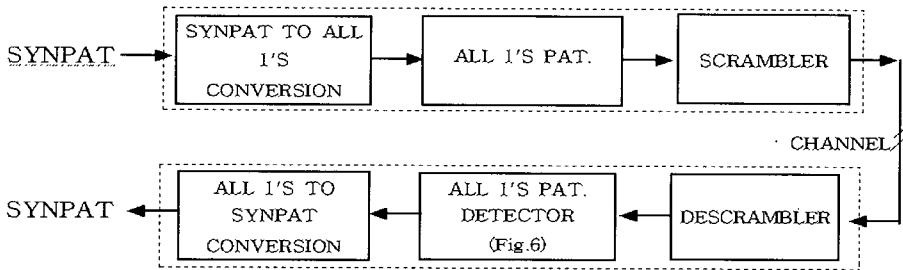 SYNPAT
SYNPAT TO ALL
1'S
CONVERSION
ALL 1'S PAT.
SCRAMBLER
CHANNEL
SYNPAT
ALL 1'S TO
SYNPAT
CONVERSION
ALL 1'S PAT.
DETECTOR
(Fig.6)
DESCRAMBLER